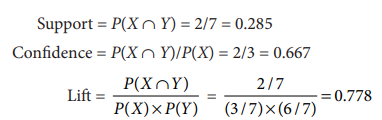 Support = P(X ∩ Y) = 2/7 = 0.285
Confidence = P(X ∩ Y)/P(X) = 2/3 = 0.667
Lift = P(X∩Y) / P(X)×P(Y) = 2/7 / (3/7)×(6/7) = 0.778